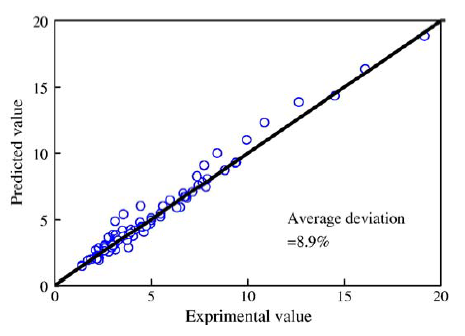 20
15
10
5
0
Predicted value
Average deviation
=8.9%
0 5 10 15 20
Exprimental value